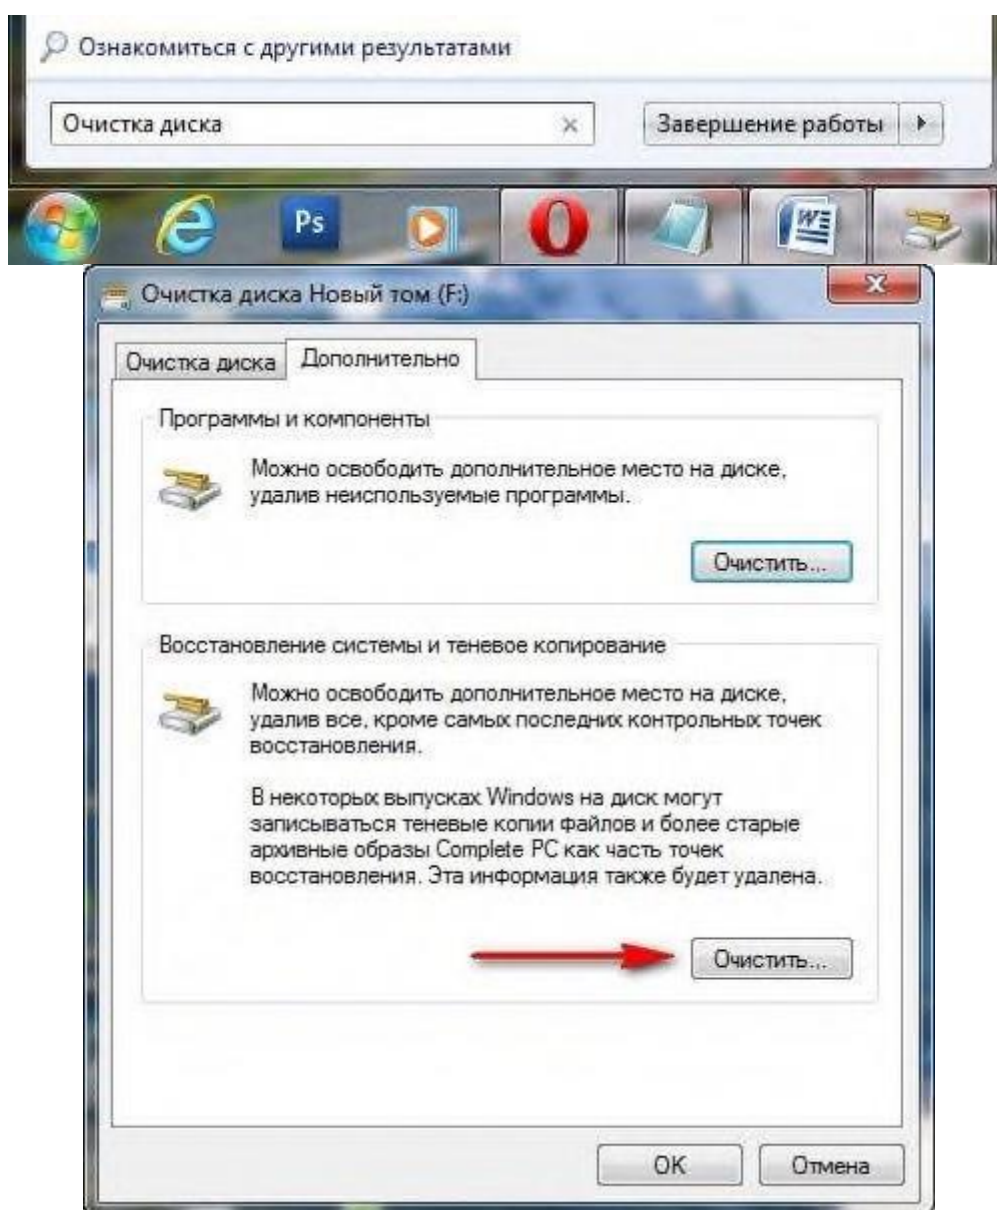 Ознакомиться с другими результатами
Очистка диска
Завершение работы
Ps
W
Очистка диска Новый том (F:)
Очистка диска
Дополнительно
Программы и компоненты
Можно освободить дополнительное место на диске,
удалив неиспользуемые программы.
Очистить...
Восстановление системы и теневое копирование
Можно освободить дополнительное место на диске,
удалив все, кроме самых последних контрольных точек
восстановления.
В некоторых выпусках Windows на диск могут
записываться теневые копии файлов и более старые
архивные образы Complete PC как часть точек
восстановления. Эта информация также будет удалена.
Очистить...
OK
Отмена